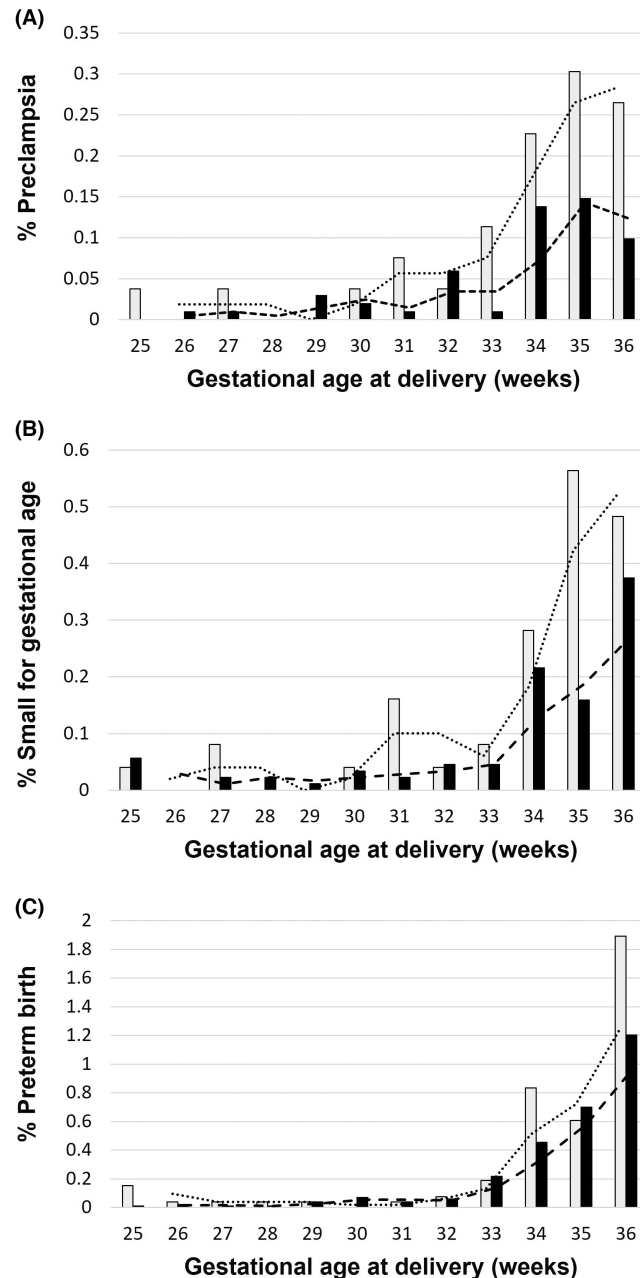 (A)
0.35
0.3
0.25
0.2
0.15
0.1
0.05
0
% Preclampsia
25 26 27 28 29 30 31 32 33 34 35 36
Gestational age at delivery (weeks)
(B)
0.6
0.5
0.4
0.3
0.2
0.1
0
% Small for gestational age
25 26 27 28 29 30 31 32 33 34 35 36
Gestational age at delivery (weeks)
(C)
2
1.8
1.6
1.4
1.2
1
0.8
0.6
0.4
0.2
0
% Preterm birth
25 26 27 28 29 30 31 32 33 34 35 36
Gestational age at delivery (weeks)